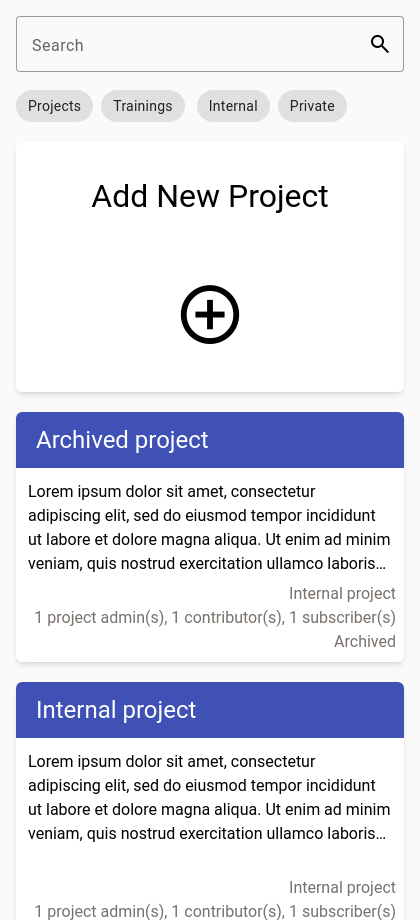 Search
Projects Trainings Internal Private
Add New Project
Archived project
Lorem ipsum dolor sit amet, consectetur
adipiscing elit, sed do eiusmod tempor incididunt
ut labore et dolore magna aliqua. Ut enim ad minim
veniam, quis nostrud exercitation ullamco laboris…
Internal project
1 project admin(s), 1 contributor(s), 1 subscriber(s)
Archived
Internal project
Lorem ipsum dolor sit amet, consectetur
adipiscing elit, sed do eiusmod tempor incididunt
ut labore et dolore magna aliqua. Ut enim ad minim
veniam, quis nostrud exercitation ullamco laboris…
Internal project
1 project admin(s), 1 contributor(s), 1 subscriber(s)